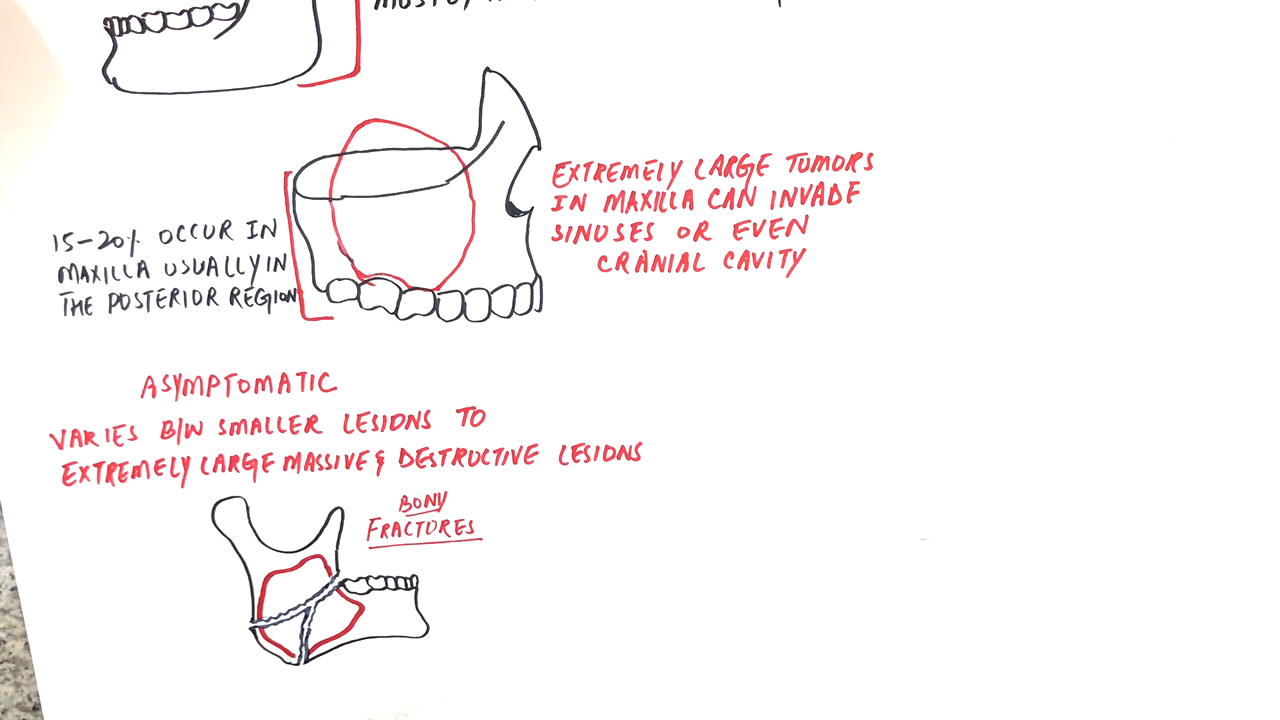 EXTREMELY LARGE TUMORS
IN MAXILLA CAN INVADE
SINUSES OR EVEN
CRANIAL CAVITY
15-20% OCCUR IN
MAXILLA USUALLY IN
THE POSTERIOR REGION
ASYMPTOMATIC
VARIES B/W SMALLER LESIONS TO
EXTREMELY LARGE MASSIVE & DESTRUCTIVE LESIONS
BONY
FRACTORES